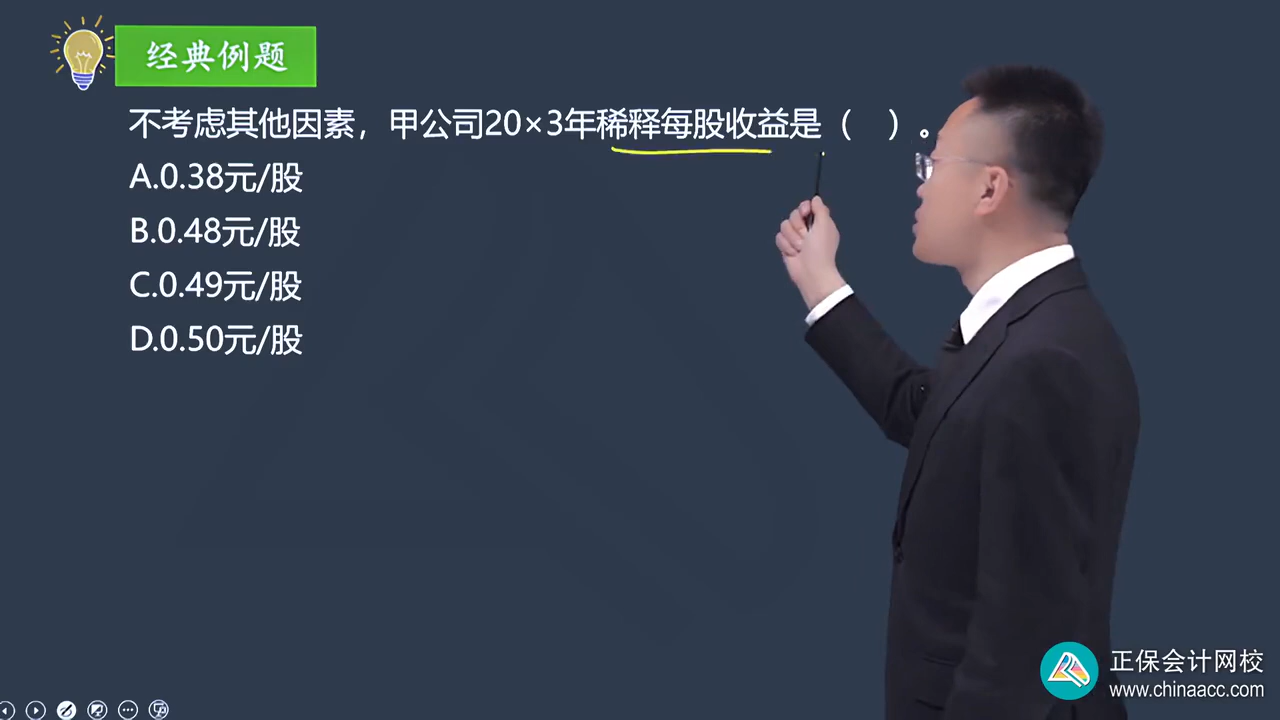 经典例题
不考虑其他因素，甲公司20×3年稀释每股收益是（ ）。
A.0.38元/股
B.0.48元/股
C.0.49元/股
D.0.50元/股
正保会计网校
www.chinaacc.com